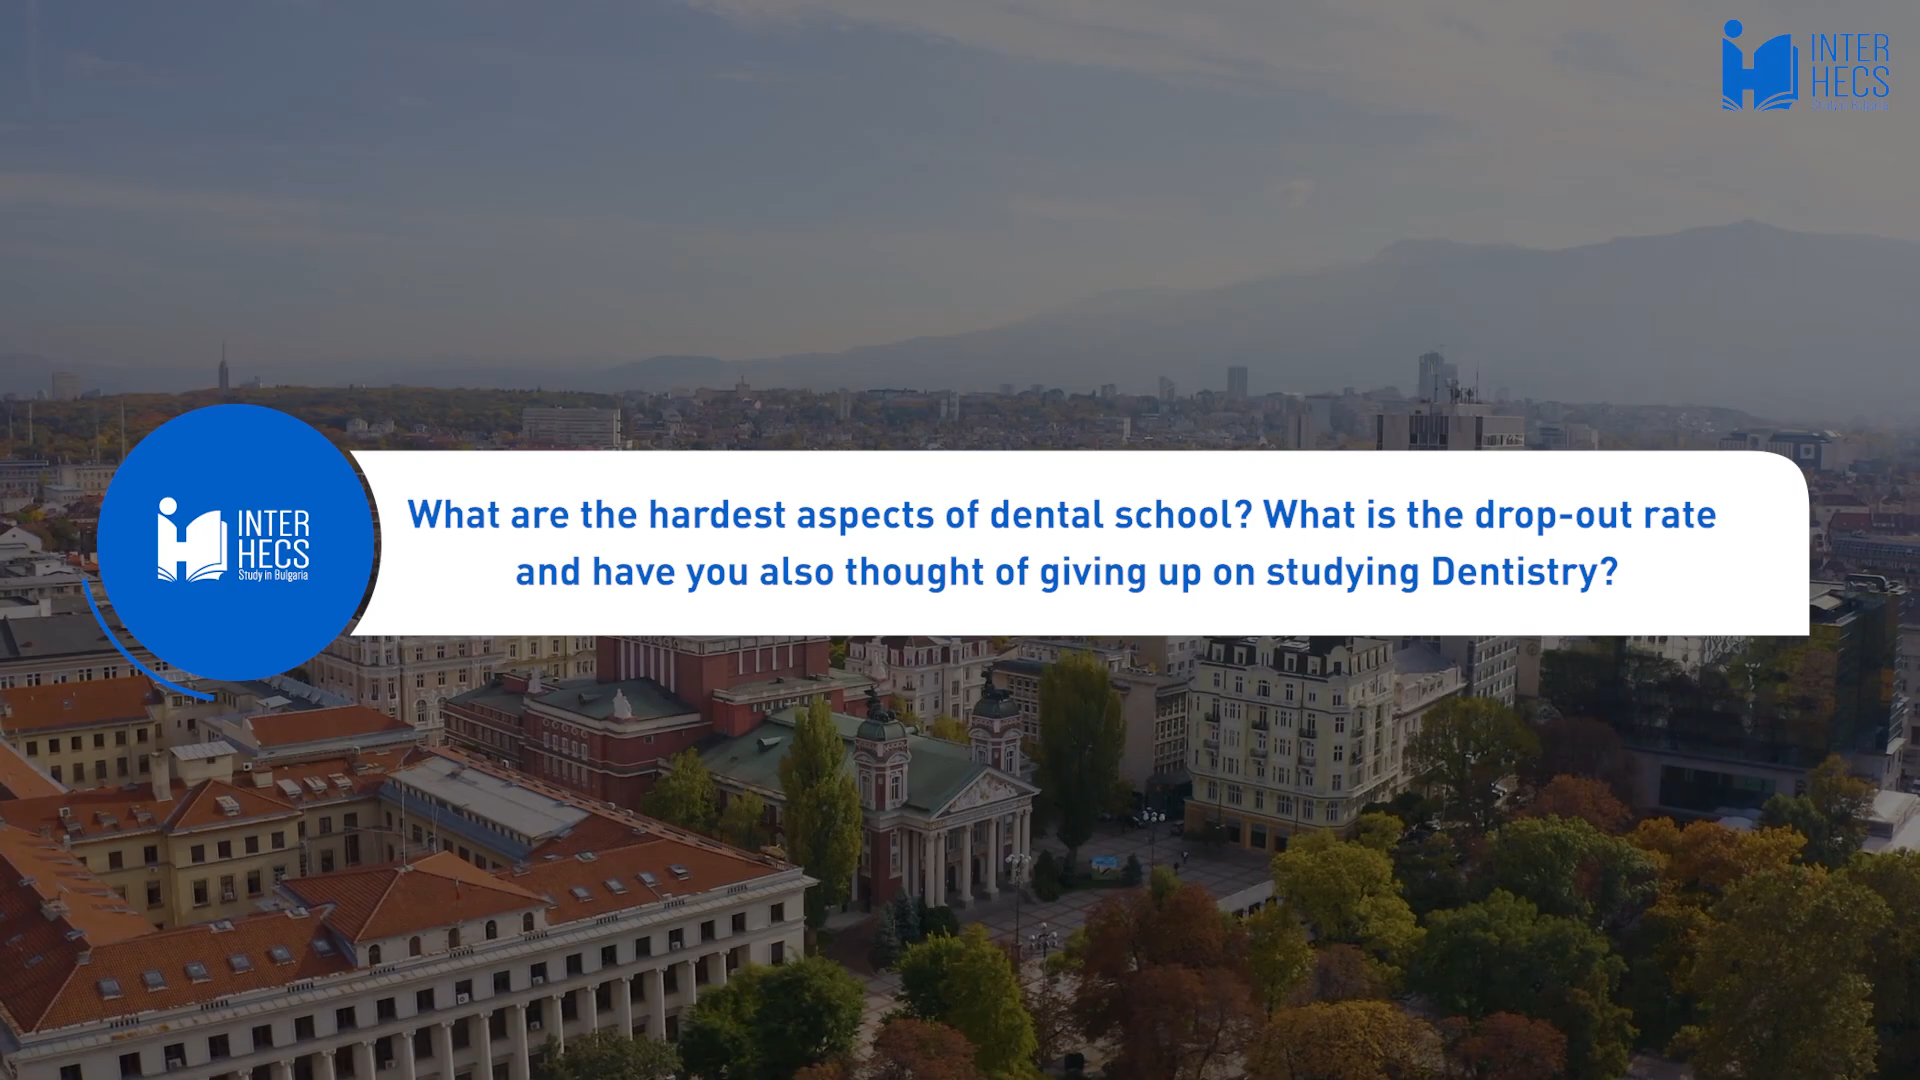 INTER
HECS
What are the hardest aspects of dental school? What is the drop-out rate
and have you also thought of giving up on studying Dentistry?
INTER
HECS
Study in Bulgaria